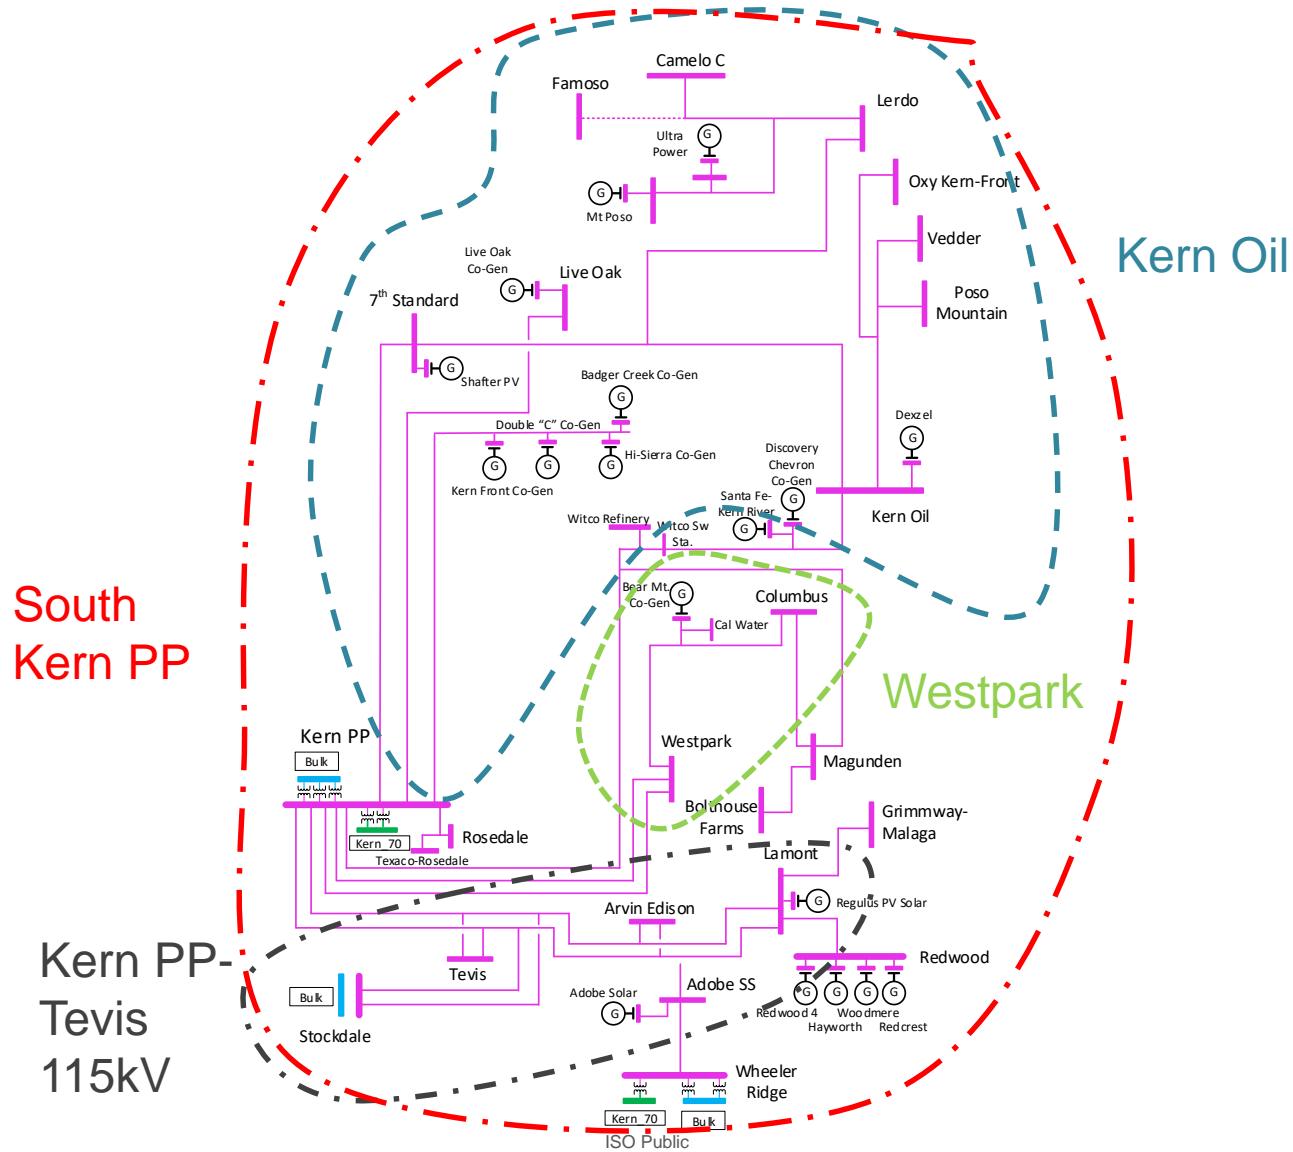 Camelo C
Famoso
Lerdo
Ultra
Power
G
Oxy Kern-Front
G
Mt Poso
Vedder
Kern Oil
Live Oak
Co-Gen
Live Oak
G
Poso
Mountain
7th Standard
G
Shafter PV
Badger Creek Co-Gen
G
Double "C" Co-Gen
Dexzel
G
Hi-Sierra Co-Gen
G
G
G
Kern Front Co-Gen
Discovery
Chevron
Co-Gen
G
Santa Fe-
Kern River
G
Kern Oil
Witco Refinery
Witco Sw
Sta.
South
Kern PP
Bear Mt.
Co-Gen
G
Columbus
Cal Water
Westpark
Kern PP
Bulk
Westpark
Magunden
Bolthouse
Farms
Grimmway-
Malaga
Rosedale
Kern_70
Texaco-Rosedale
Lamont
G
Regulus PV Solar
Arvin Edison
Kern PP-
Tevis
115kV
Tevis
Redwood
G
G
G
G
Redwood 4
Hayworth
Woodmere
Redcrest
Bulk
Stockdale
Adobe Solar
G
Adobe SS
Wheeler
Ridge
Kern_70
Bulk
ISO Public